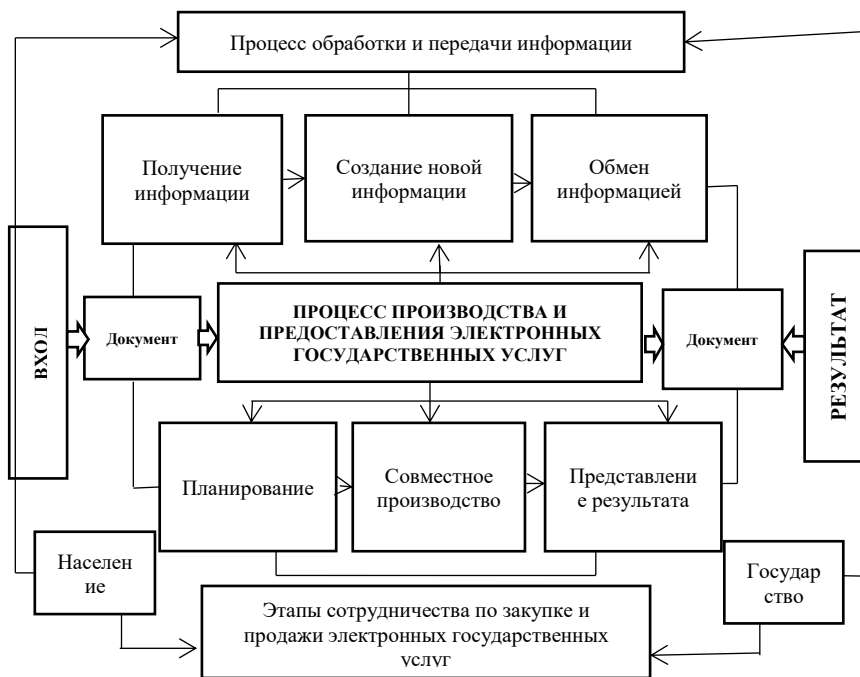 Процесс обработки и передачи информации
Получение
информации
Создание новой
информации
Обмен
информацией
ВХОД
Документ
ПРОЦЕСС ПРОИЗВОДСТВА И
ПРЕДОСТАВЛЕНИЯ ЭЛЕКТРОННЫХ
ГОСУДАРСТВЕННЫХ УСЛУГ
Документ
РЕЗУЛЬТАТ
Планирование
Совместное
производство
Представлени
е результата
Населен
ие
Государ
ство
Этапы сотрудничества по закупке и
продажи электронных государственных
услуг